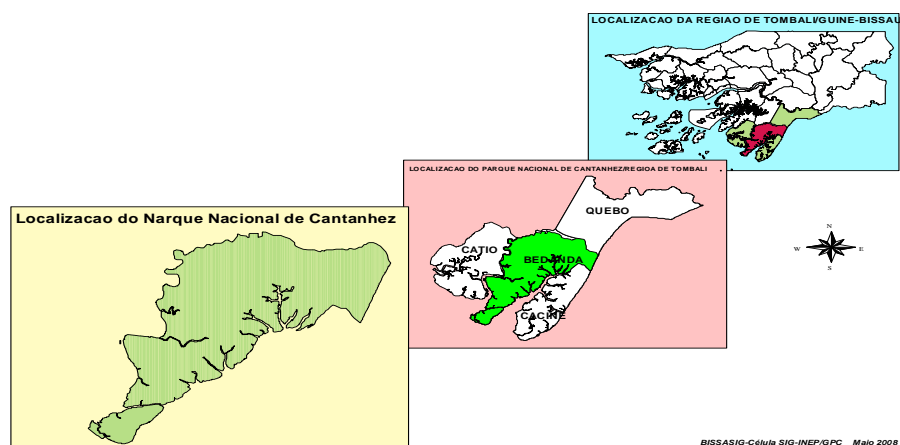 LOCALIZACAO DA REGIAO DE TOMBALI/GUINE-BISSAU
LOCALIZACAO DO PARQUE NACIONAL DE CANTANHEZ/REGIOA DE TOMBALI
QUEBO
CATIO
BEDANDA
CACINE
Localizacao do Narque Nacional de Cantanhez
N
W E
S
BISSASIG-Célula SIG-INEP/GPC Maio 2008